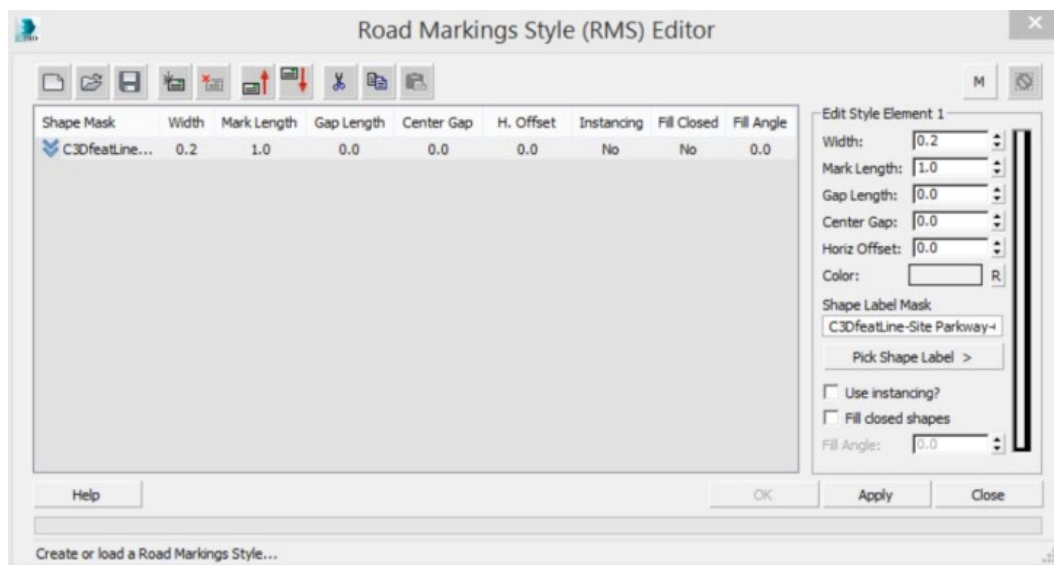 Road Markings Style (RMS) Editor
M
Shape Mask Width Mark Length Gap Length Center Gap H. Offset Instancing Fill Closed Fill Angle
C3DfeatLine... 0.2 1.0 0.0 0.0 0.0 No No 0.0
Edit Style Element 1
Width: 0.2
Mark Length: 1.0
Gap Length: 0.0
Center Gap: 0.0
Horiz Offset: 0.0
Color: R
Shape Label Mask
C3DfeatLine-Site Parkway-
Pick Shape Label >
Use instancing?
Fill closed shapes
Fill Angle: 0.0
Help OK Apply Close
Create or load a Road Markings Style...